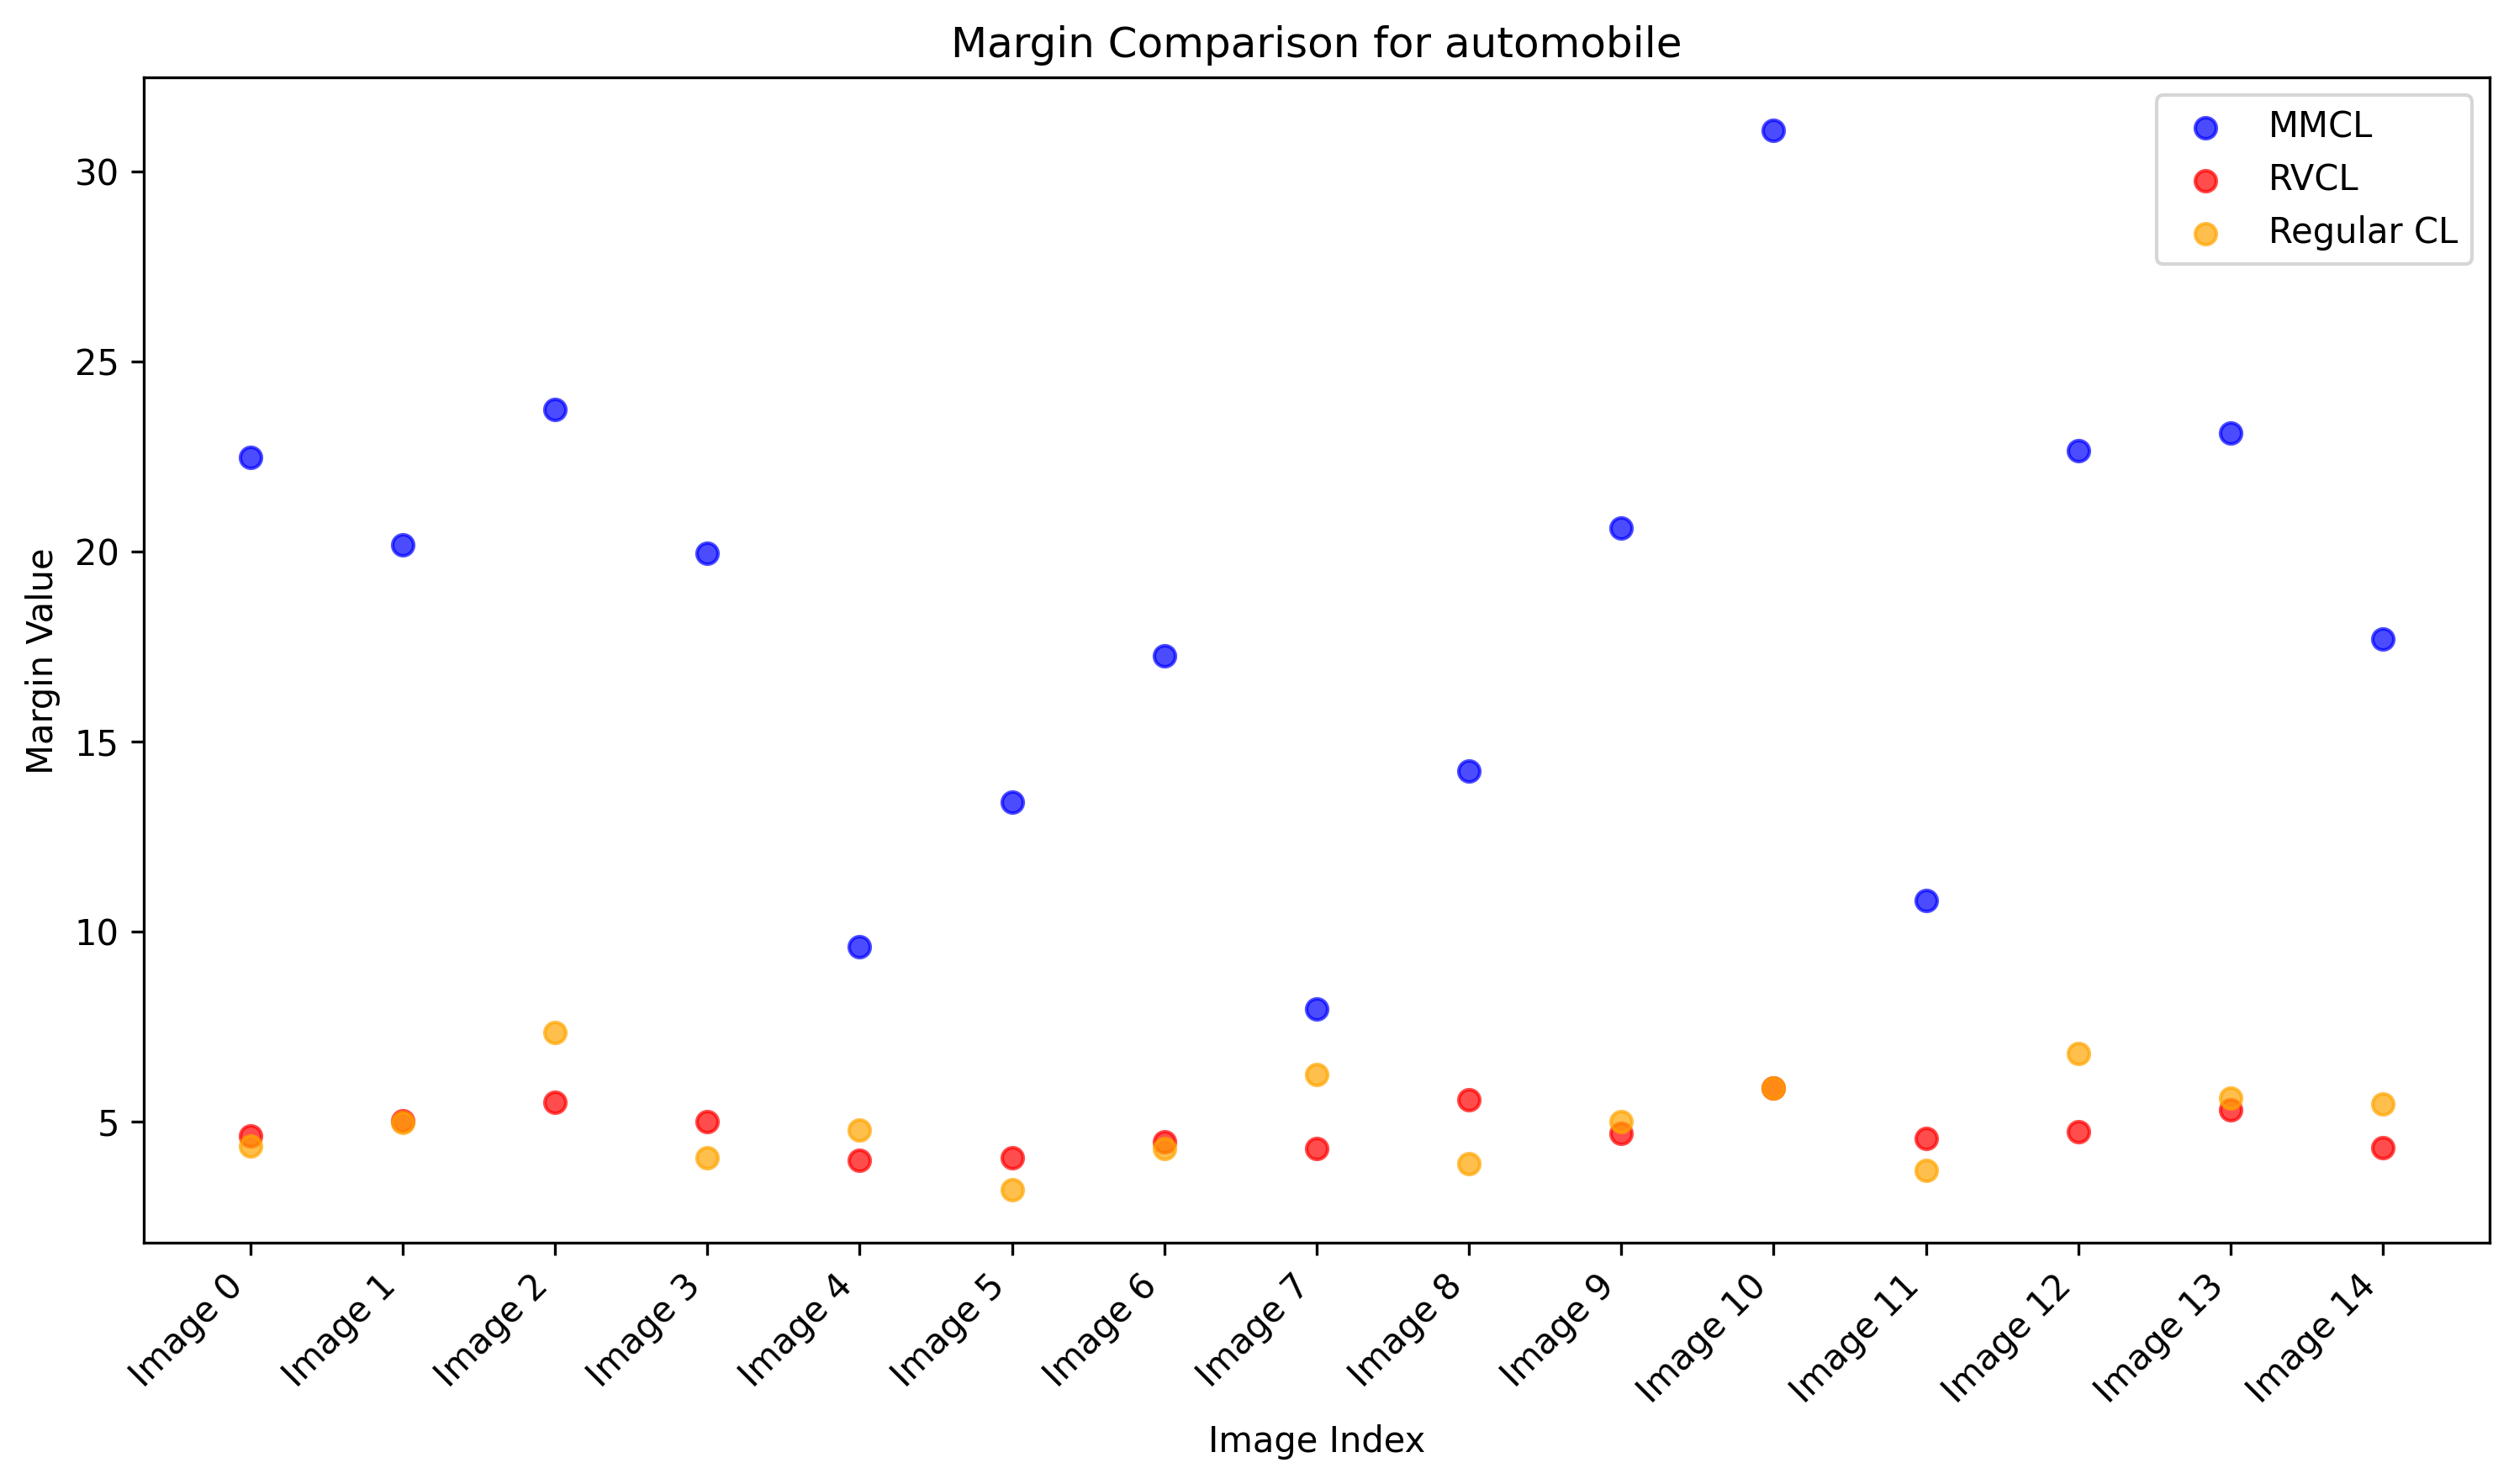 Margin Comparison for automobile
MMCL
RVCL
Regular CL
Margin Value
30
25
20
15
10
5
Image 0
Image 1
Image 2
Image 3
Image 4
Image 5
Image 6
Image 7
Image 8
Image 9
Image 10
Image 11
Image 12
Image 13
Image 14
Image Index